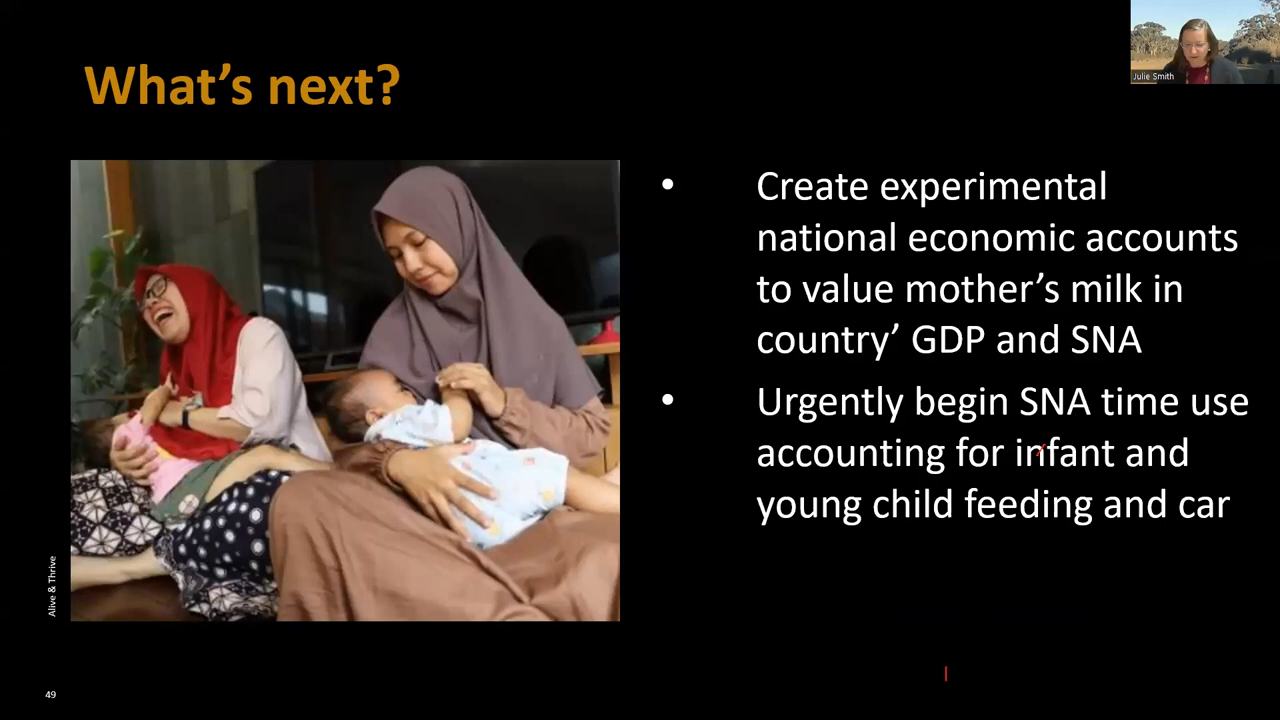 What's next?
Julie Smith
• Create experimental
national economic accounts
to value mother's milk in
country' GDP and SNA
• Urgently begin SNA time use
accounting for infant and
young child feeding and car
Alive & Thrive
49